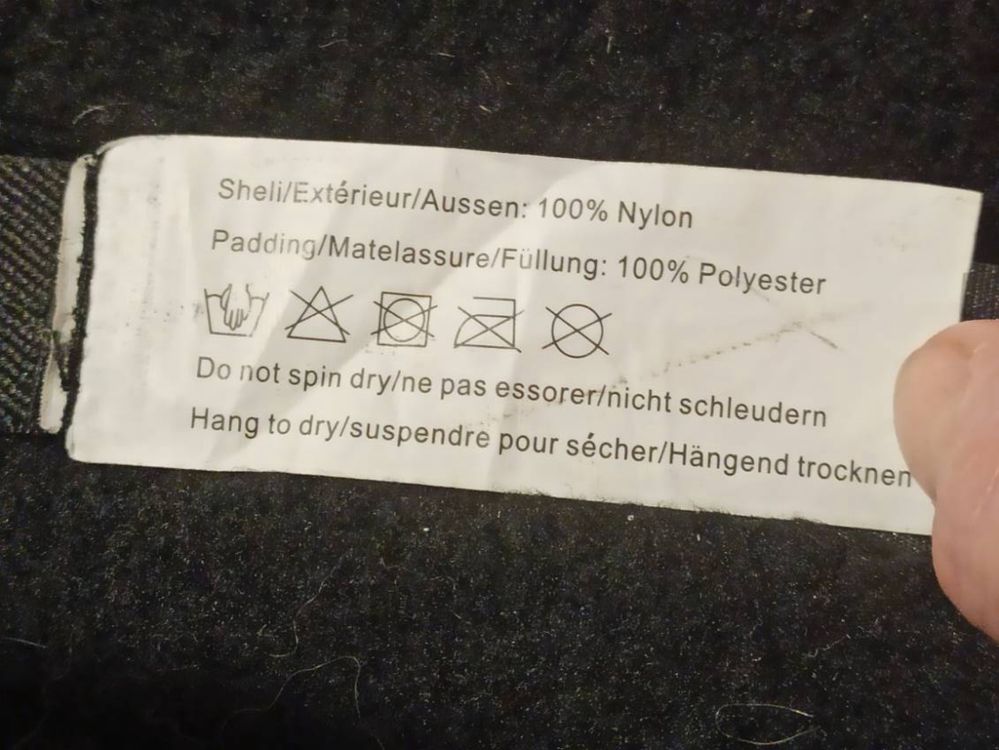 Sheli/Extérieur/Aussen: 100% Nylon
Padding/Matelassure/Füllung: 100% Polyester
Do not spin dry/ne pas essorer/nicht schleudern
Hang to dry/suspendre pour sécher/Hängend trocknen